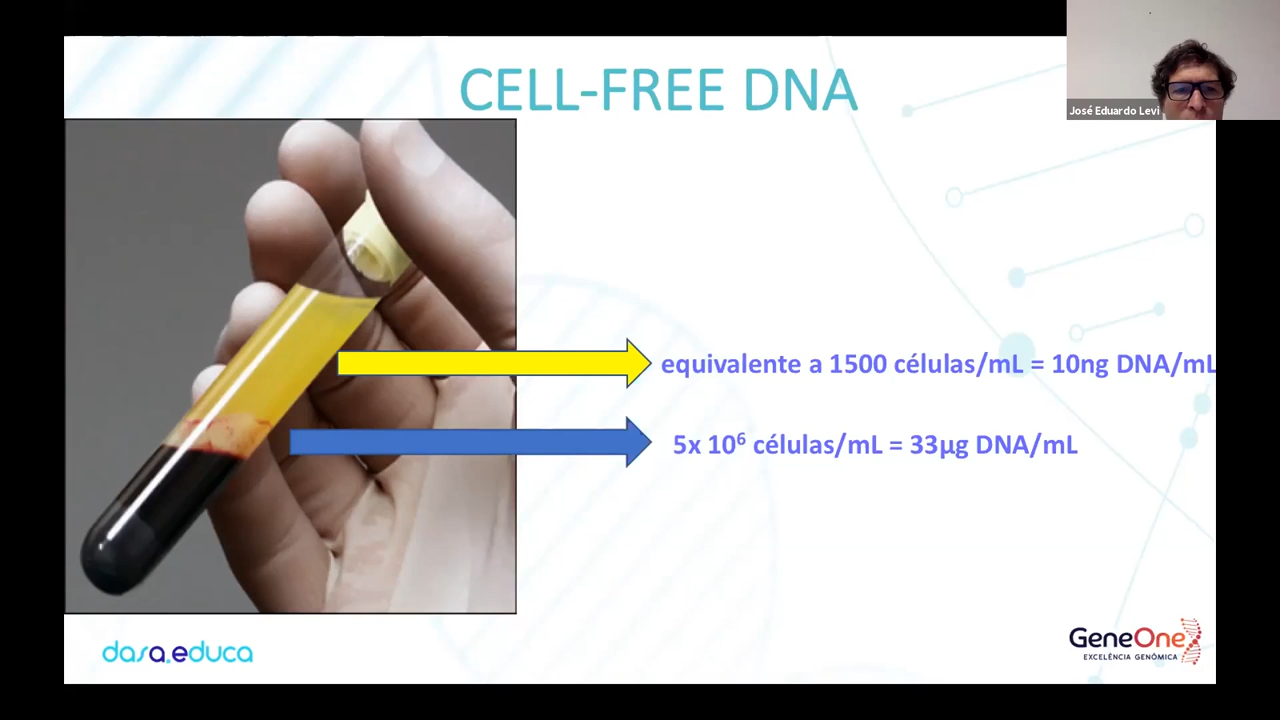 CELL-FREE DNA
José Eduardo Levi
equivalente a 1500 células/mL = 10ng DNA/mL
5x 10⁶ células/mL = 33µg DNA/mL
dasa.educa
GeneOne
EXCELÊNCIA GENÔMICA